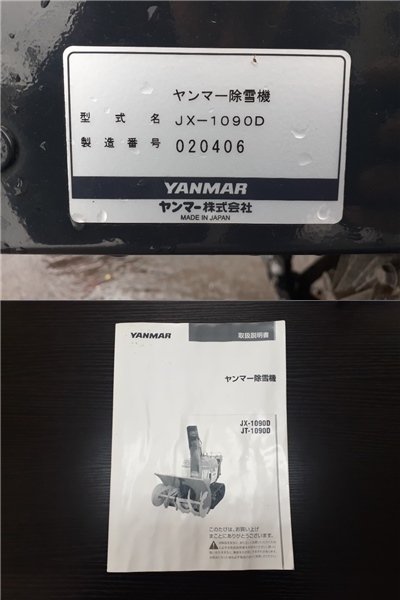 ヤンマー除雪機
型式名 JX-1090D
製造番号 020406
YANMAR
ヤンマー株式会社
MADE IN JAPAN
YANMAR
取扱説明書
ヤンマー除雪機
JX-1090D
JT-1090D
このたびは、お買い上げ
まことにありがとうございます。